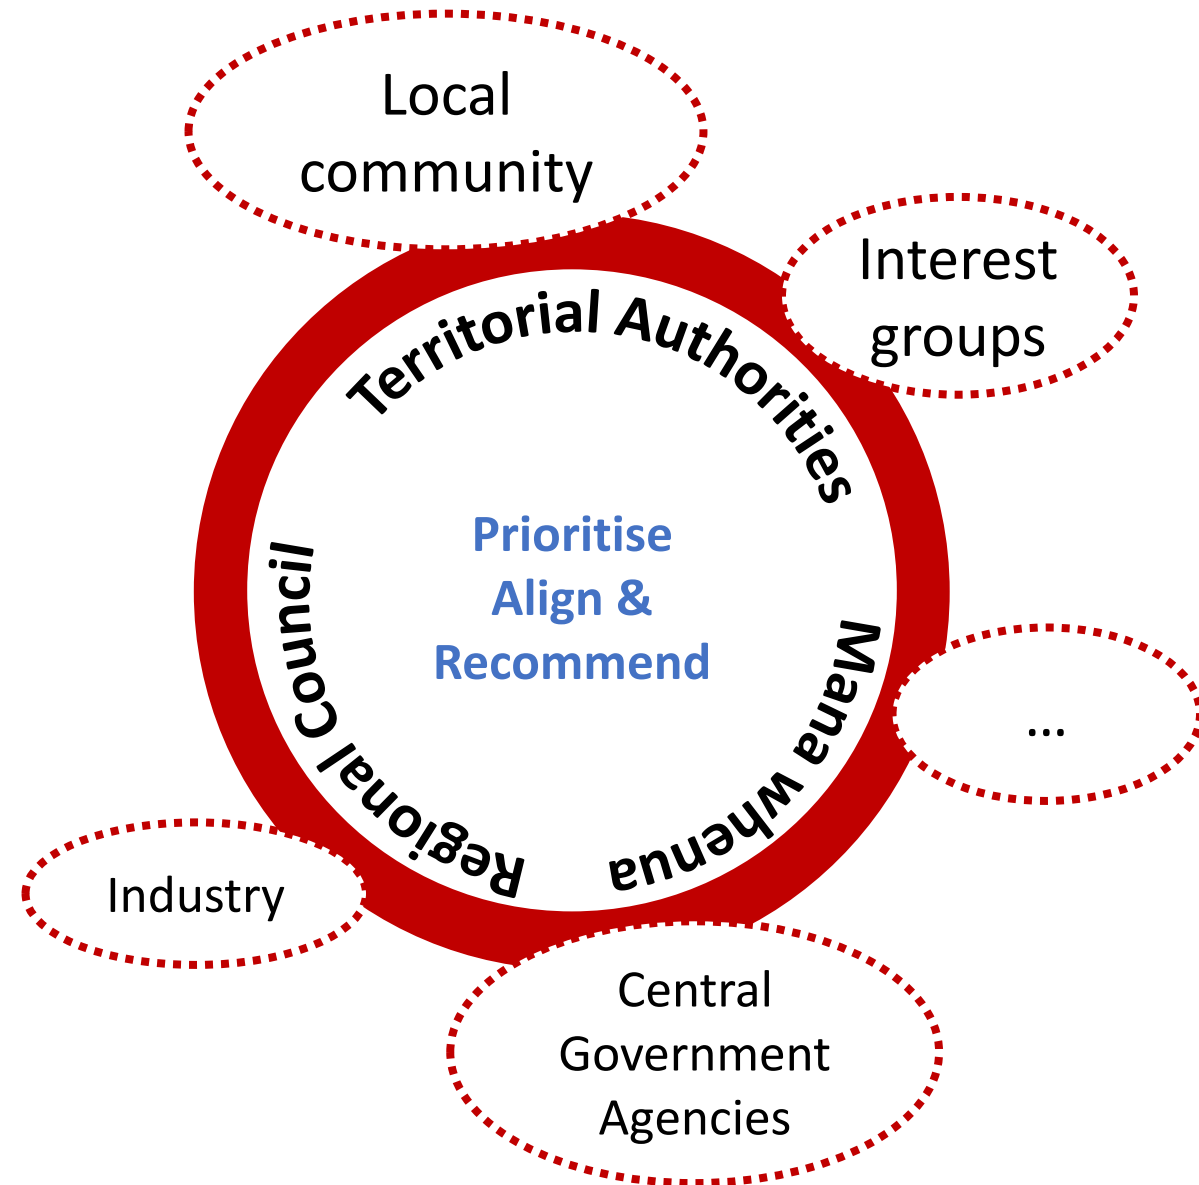 Local
community
Interest
groups
Territorial Authorities
Prioritise
Align &
Recommend
Regional Council
Mana whenua
...
Industry
Central
Government
Agencies